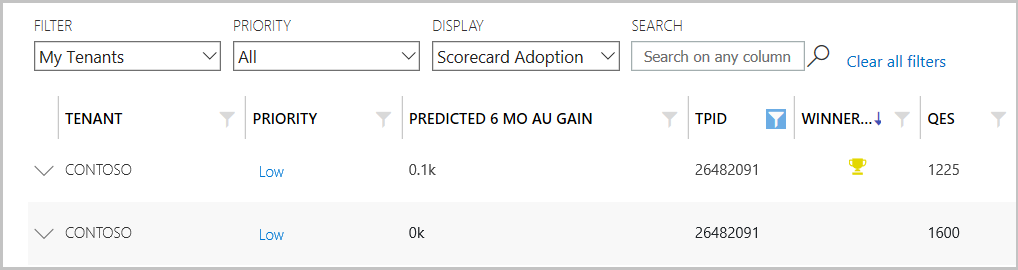 FILTER PRIORITY DISPLAY SEARCH
My Tenants All Scorecard Adoption Search on any column Clear all filters
TENANT PRIORITY PREDICTED 6 MO AU GAIN TPID WINNER... QES
CONTOSO Low 0.1k 26482091 1225
CONTOSO Low 0k 26482091 1600